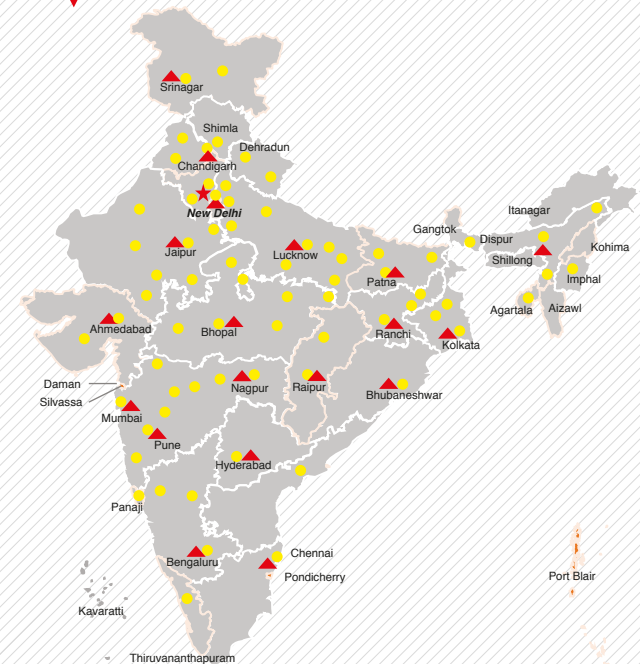 Srinagar
Shimla
Dehradun
Chandigarh
New Delhi
Itanagar
Gangtok
Dispur
Kohima
Jaipur
Lucknow
Shillong
Patna
Imphal
Agartala
Aizawl
Ahmedabad
Bhopal
Ranchi
Kolkata
Daman
Silvassa
Nagpur
Raipur
Bhubaneshwar
Mumbai
Pune
Hyderabad
Panaji
Chennai
Bengaluru
Pondicherry
Port Blair
Kavaratti
Thiruvananthapuram